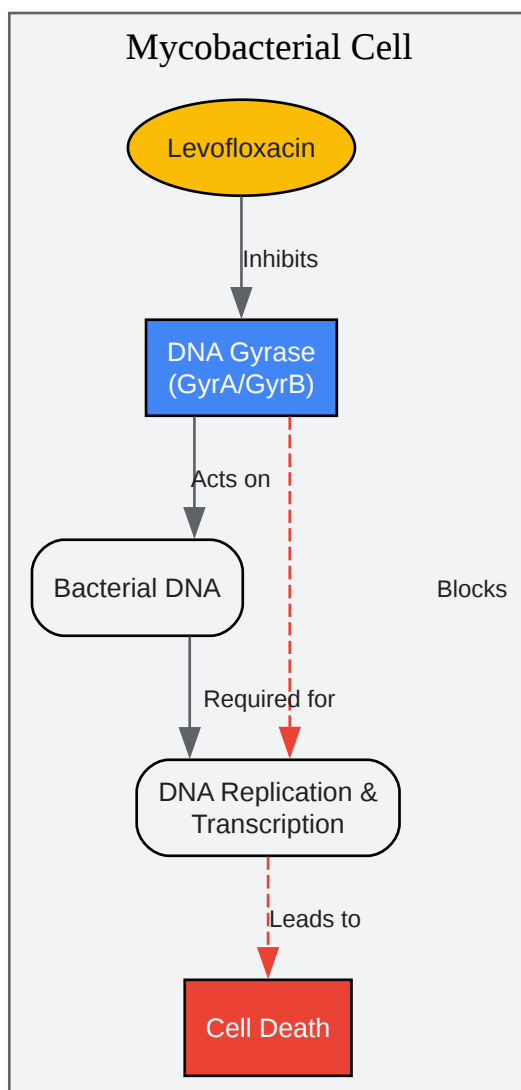 Mycobacterial Cell
Levofloxacin
Inhibits
DNA Gyrase
(GyrA/GyrB)
Acts on
Bacterial DNA
Blocks
Required for
DNA Replication &
Transcription
Leads to
Cell Death